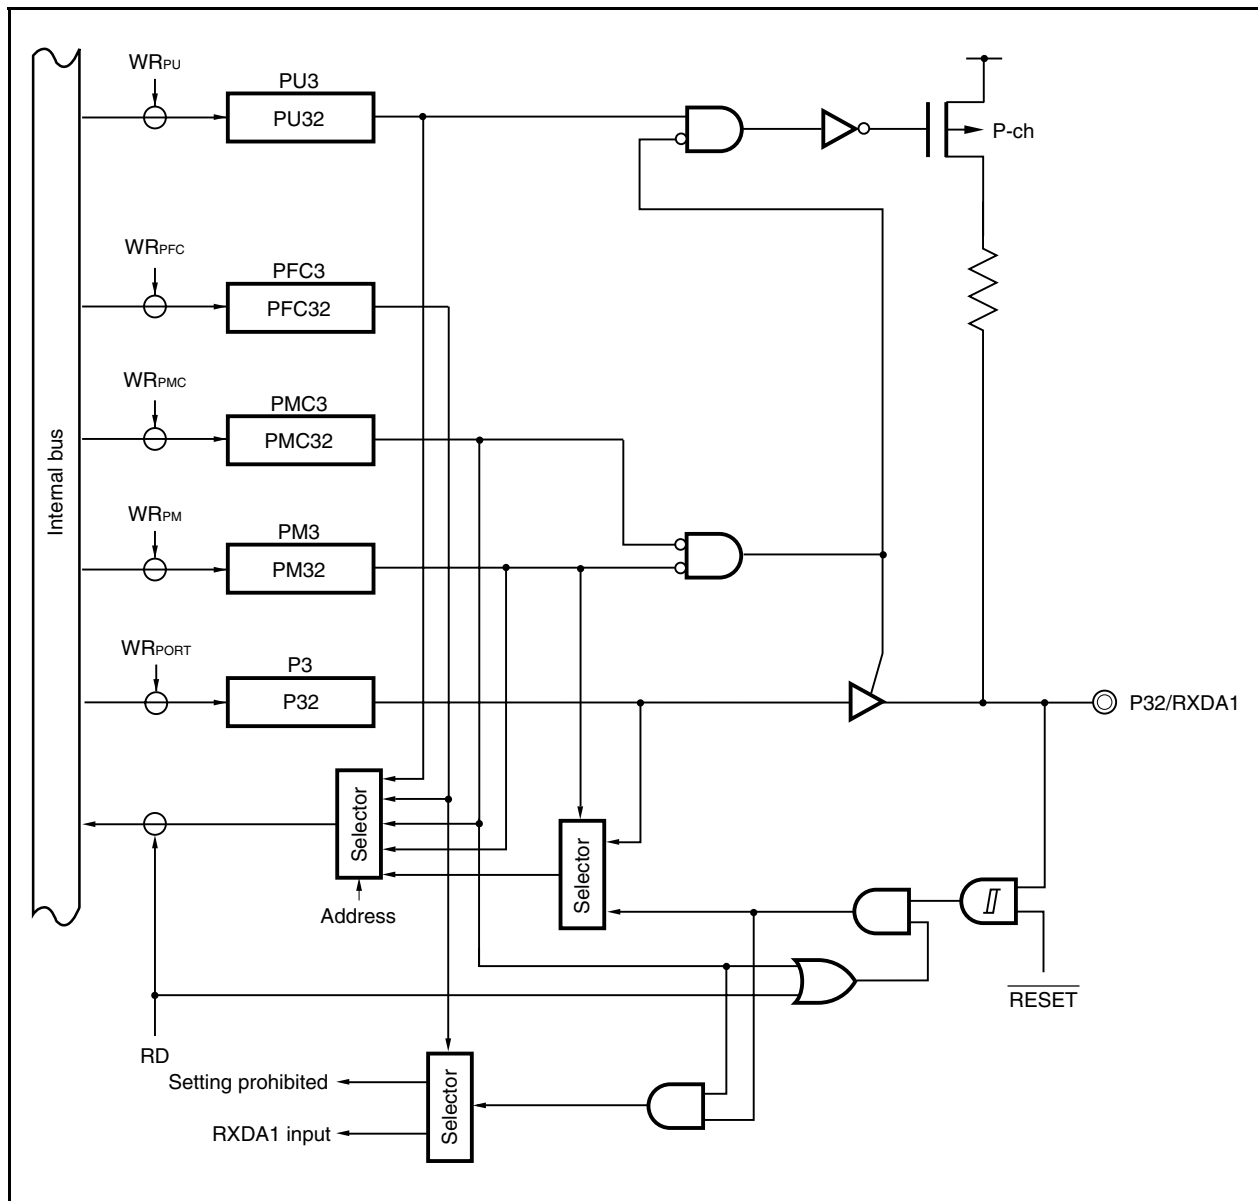 WRPU
PU3
PU32
P-ch
WRPFC
PFC3
PFC32
WRPMC
PMC3
PMC32
Internal bus
WRPM
PM3
PM32
WRPORT
P3
P32
P32/RXDA1
Selector
Selector
Address
RESET
RD
Setting prohibited
Selector
RXDA1 input